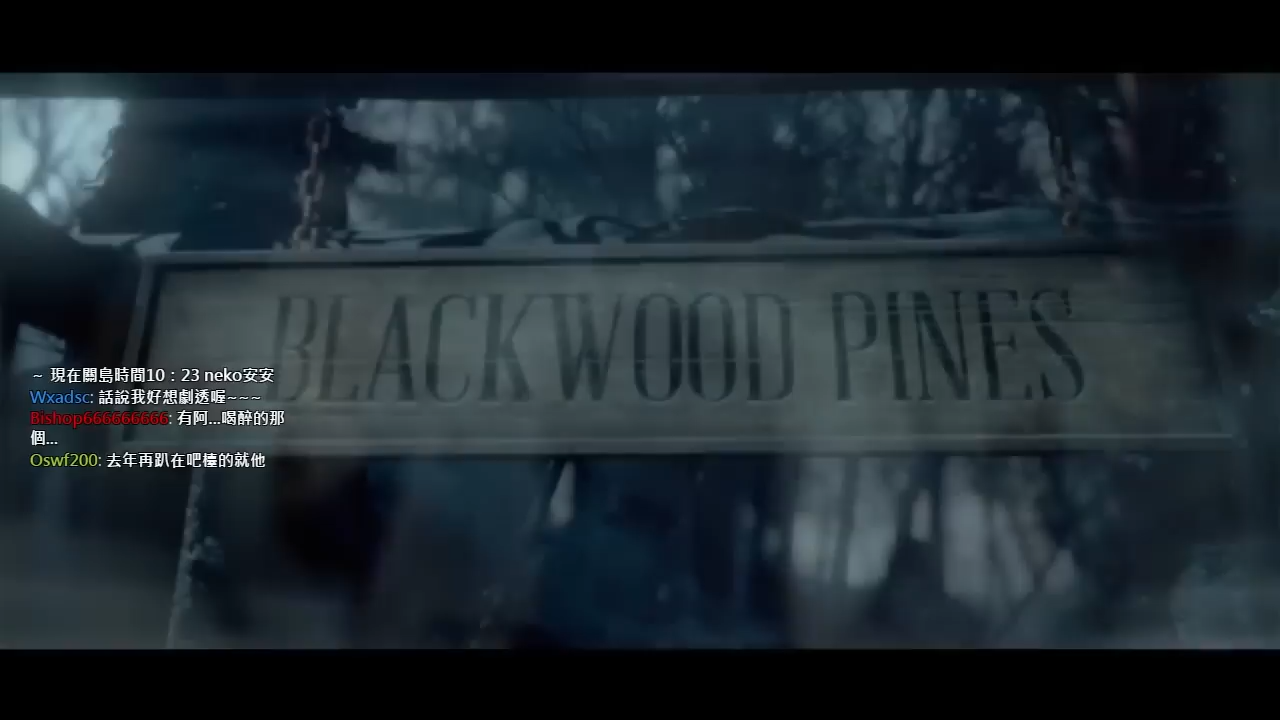 BLACKWOOD PINES
~ 現在關島時間10：23 neko安安
Wxadsc: 話說我好想劇透喔~~~
Bishop666666666: 有阿...喝醉的那
個...
Oswf200: 去年再趴在吧檯的就他